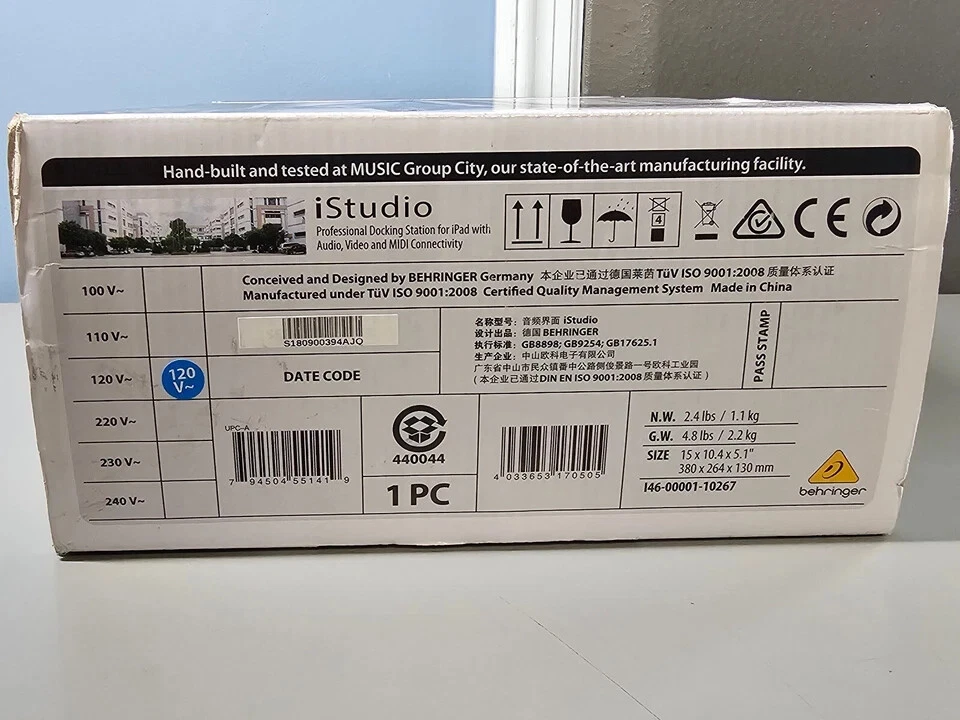 Hand-built and tested at MUSIC Group City, our state-of-the-art manufacturing facility.
iStudio
Professional Docking Station for iPad with
Audio, Video and MIDI Connectivity
4
CE
100 V~
Conceived and Designed by BEHRINGER Germany 本企业已通过德国莱茵 TüV ISO 9001:2008 质量体系认证
Manufactured under TüV ISO 9001:2008 Certified Quality Management System Made in China
110 V~
S180900394AJQ
名称型号：音频界面 iStudio
设计出品：德国 BEHRINGER
执行标准：GB8898; GB9254; GB17625.1
生产企业：中山欧科电子有限公司
广东省中山市民众镇番中公路侧俊景路一号欧科工业园
（本企业已通过DIN EN ISO 9001:2008 质量体系认证）
PASS STAMP
120 V~
120
V~
DATE CODE
220 V~
230 V~
240 V~
UPC-A
7 94504 55141 9
440044
1 PC
4 033653 170505
N.W. 2.4 lbs / 1.1 kg
G.W. 4.8 lbs / 2.2 kg
SIZE 15 x 10.4 x 5.1"
380 x 264 x 130 mm
I46-00001-10267
behringer